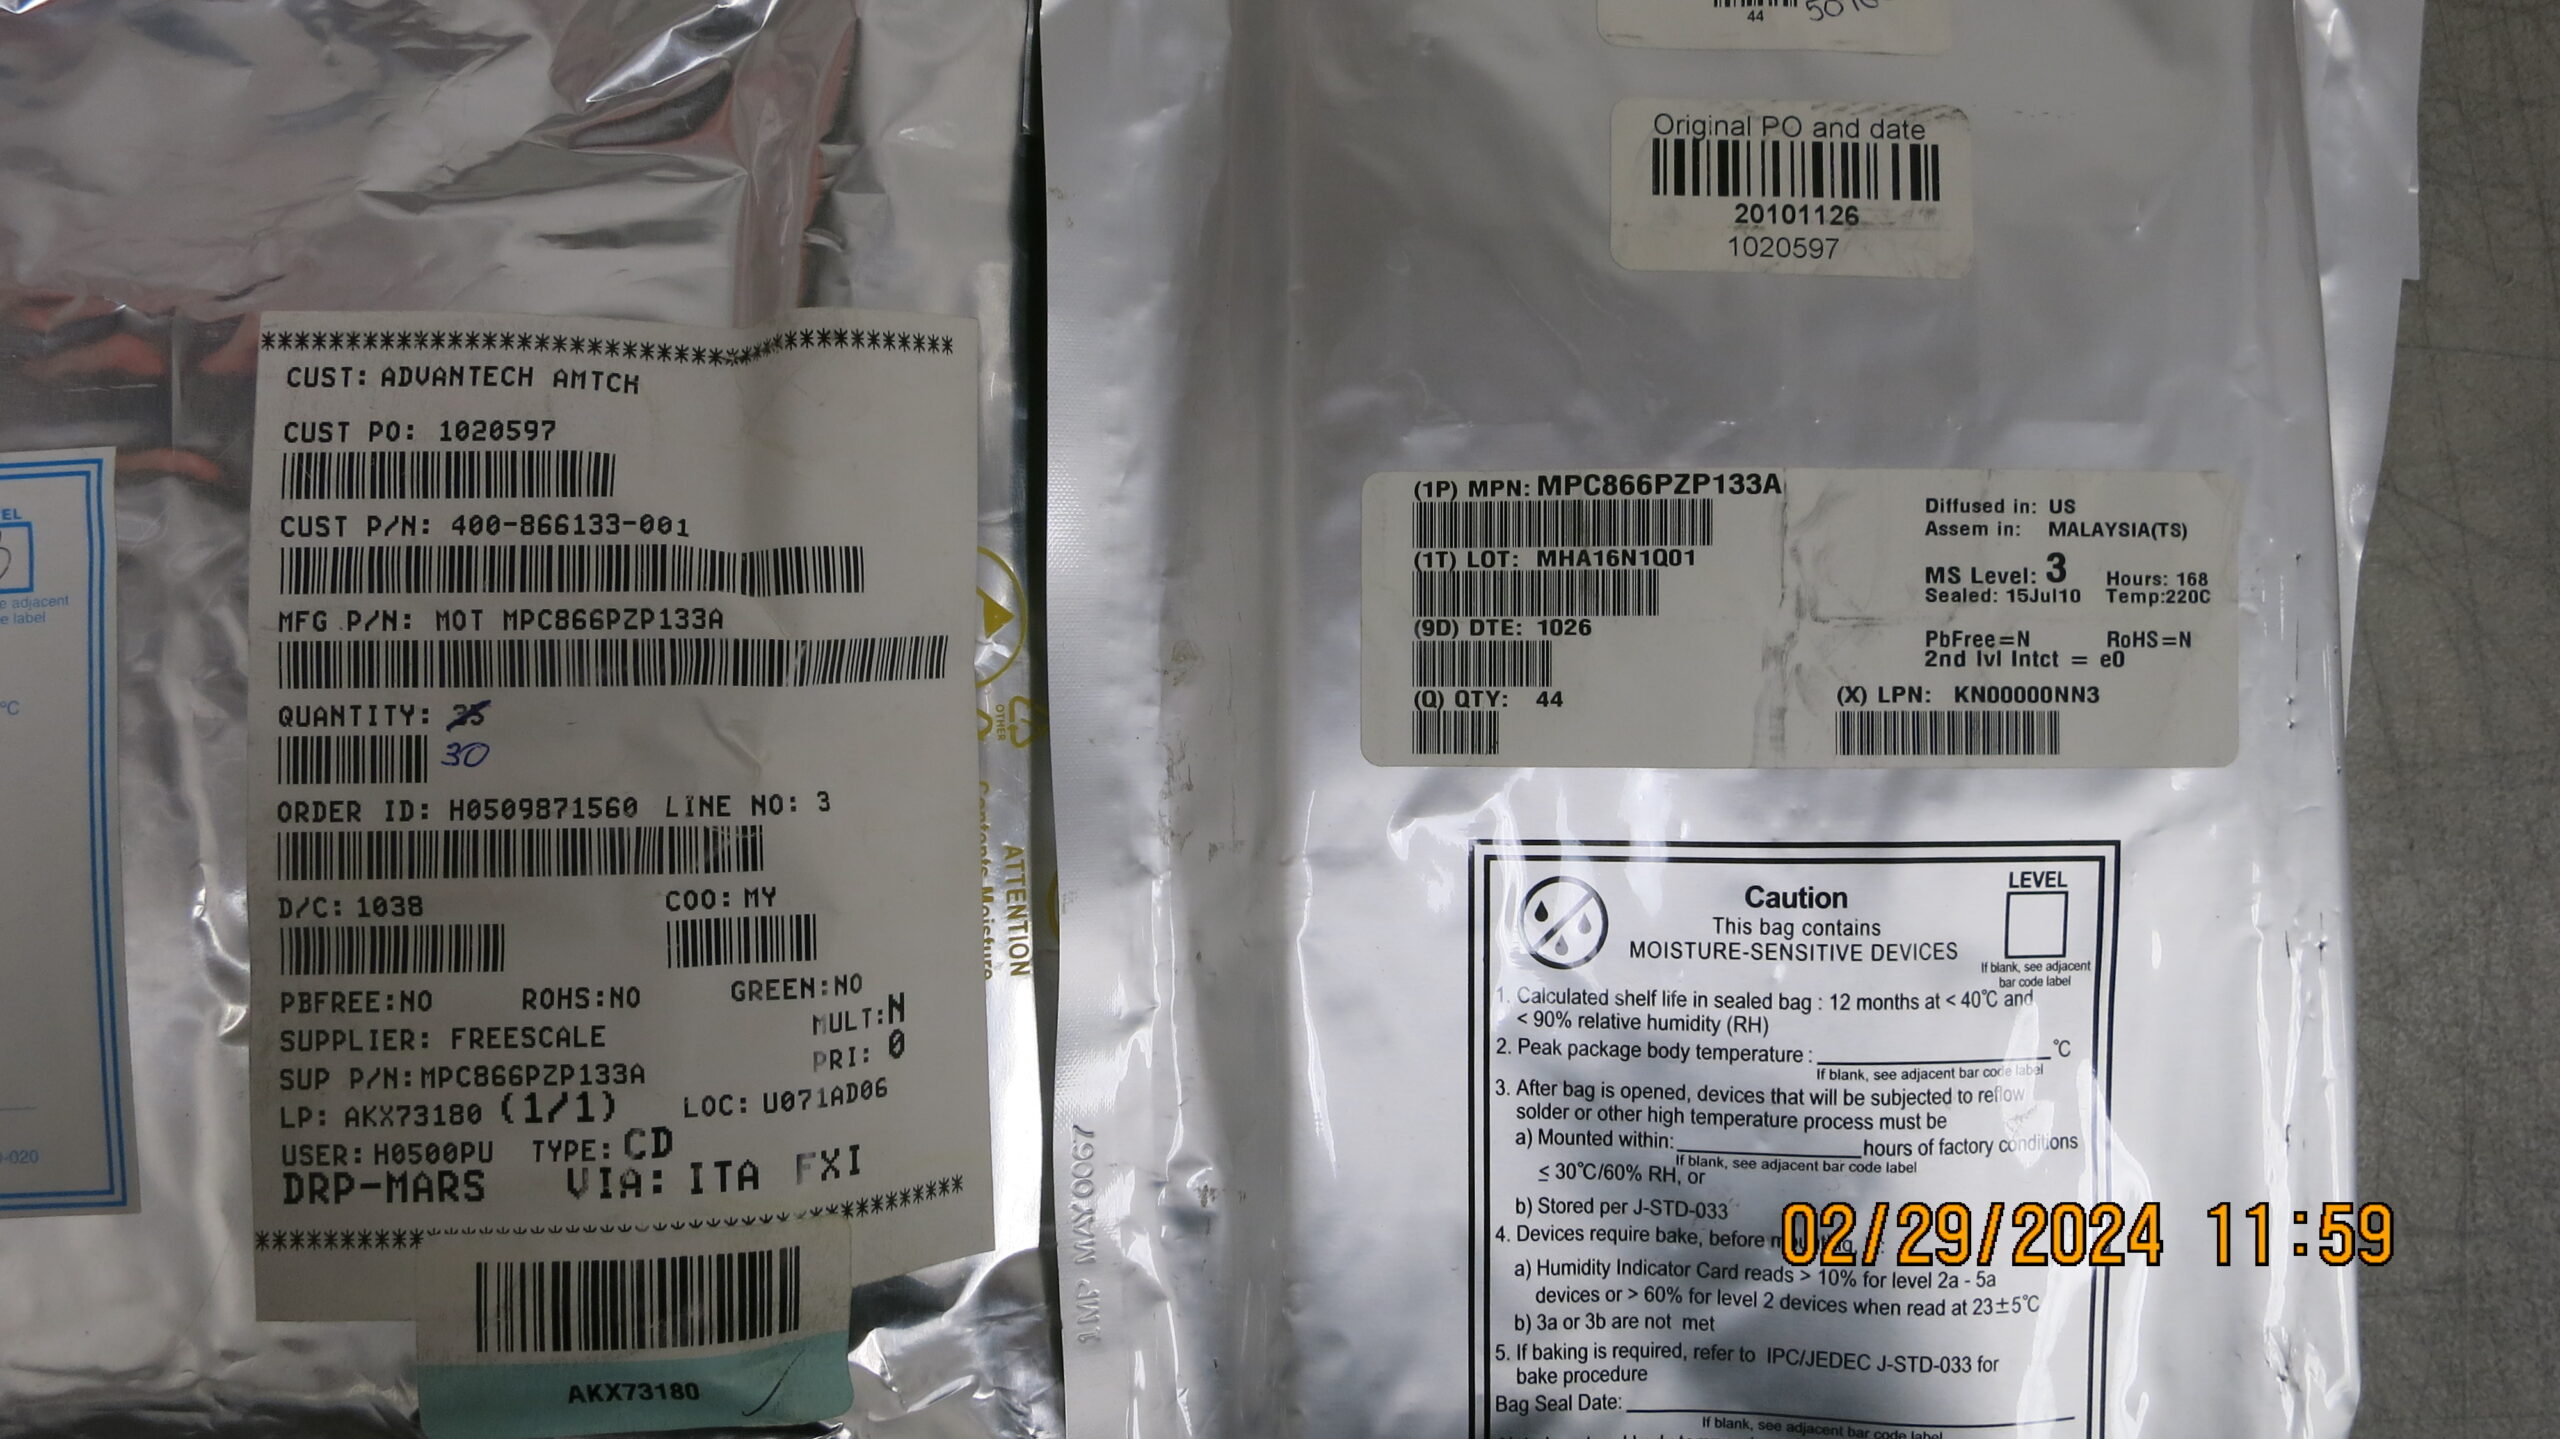 EL
e adjacent
e label
°C
-020
CUST: ADVANTECH AMTCH
CUST PO: 1020597
CUST P/N: 400-866133-001
MFG P/N: MOT MPC866PZP133A
QUANTITY:
30
ORDER ID: H0509871560 LINE NO: 3
D/C: 1038 COO: MY
PBFREE:NO ROHS:NO GREEN:NO
SUPPLIER: FREESCALE MULT:N
SUP P/N:MPC866PZP133A PRI: 0
LP: AKX73180 (1/1) LOC: U071AD06
USER: H0500PU TYPE: CD
DRP-MARS VIA: ITA FXI
AKX73180
OTHER
ATTENTION
Contents Moisture
1MP MAY0067
44
Original PO and date
20101126
1020597
(1P) MPN: MPC866PZP133A
(1T) LOT: MHA16N1Q01
(9D) DTE: 1026
(Q) QTY: 44
Diffused in: US
Assem in: MALAYSIA(TS)
MS Level: 3 Hours: 168
Sealed: 15Jul10 Temp:220C
PbFree=N RoHS=N
2nd lvl Intct = e0
(X) LPN: KN00000NN3
Caution
This bag contains
MOISTURE-SENSITIVE DEVICES
LEVEL
If blank, see adjacent
bar code label
1. Calculated shelf life in sealed bag : 12 months at < 40°C and
< 90% relative humidity (RH)
2. Peak package body temperature : °C
If blank, see adjacent bar code label
3. After bag is opened, devices that will be subjected to reflow
solder or other high temperature process must be
a) Mounted within: hours of factory conditions
If blank, see adjacent bar code label
≤ 30°C/60% RH, or
b) Stored per J-STD-033
4. Devices require bake, before
a) Humidity Indicator Card reads > 10% for level 2a - 5a
devices or > 60% for level 2 devices when read at 23±5°C
b) 3a or 3b are not met
5. If baking is required, refer to IPC/JEDEC J-STD-033 for
bake procedure
Bag Seal Date:
If blank, see adjacent bar code label
02/29/2024 11:59